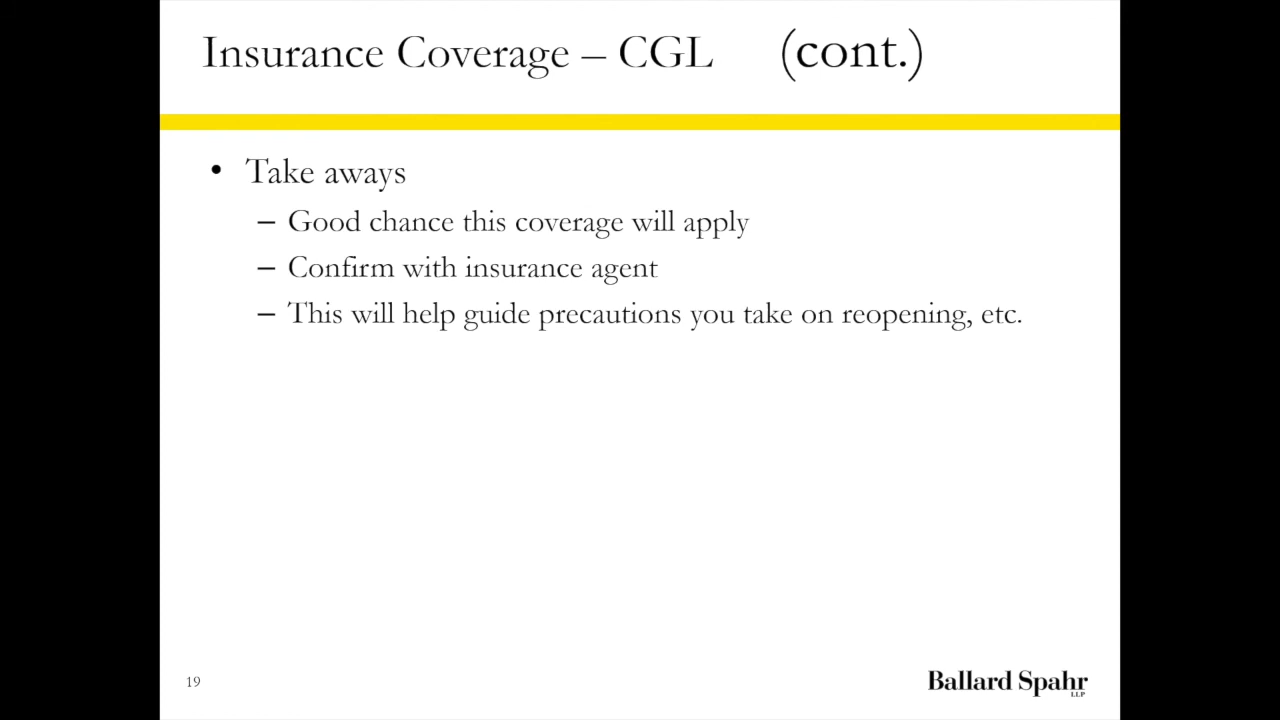 Insurance Coverage – CGL (cont.)
• Take aways
– Good chance this coverage will apply
– Confirm with insurance agent
– This will help guide precautions you take on reopening, etc.
19
Ballard Spahr
LLP